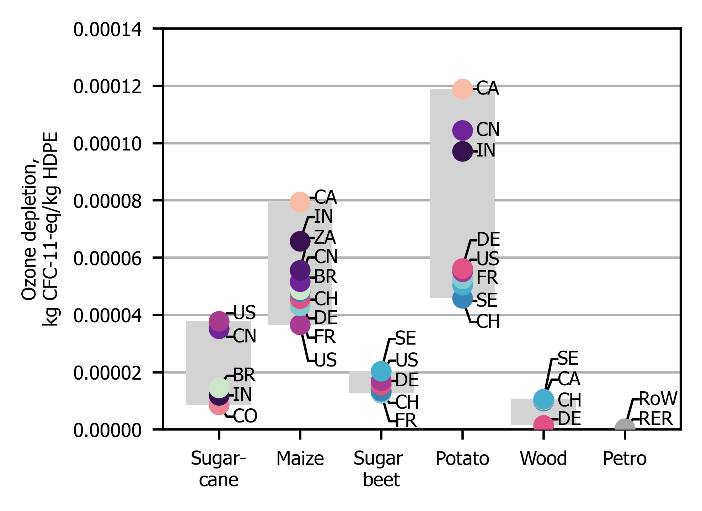 Ozone depletion,
kg CFC-11-eq/kg HDPE
0.00014
0.00012
0.00010
0.00008
0.00006
0.00004
0.00002
0.00000
US
CN
BR
IN
CO
CA
IN
ZA
CN
BR
CH
DE
FR
US
SE
US
DE
CH
FR
CA
CN
IN
DE
US
FR
SE
CH
SE
CA
CH
DE
RoW
RER
Sugar-
cane
Maize
Sugar
beet
Potato
Wood
Petro